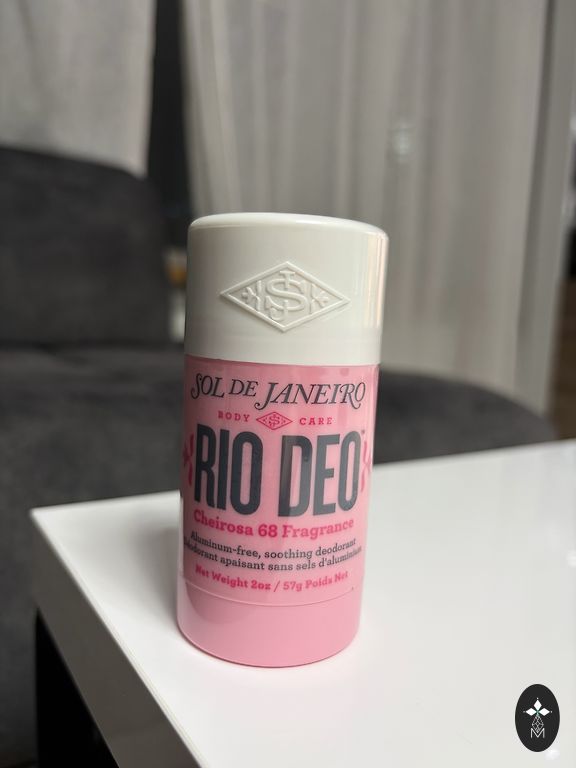 SOL DE JANEIRO
BODY CARE
RIO DEO™
Cheirosa 68 Fragrance
Aluminum-free, soothing deodorant
Déodorant apaisant sans sels d'aluminium
Net Weight 2oz / 57g Poids Net